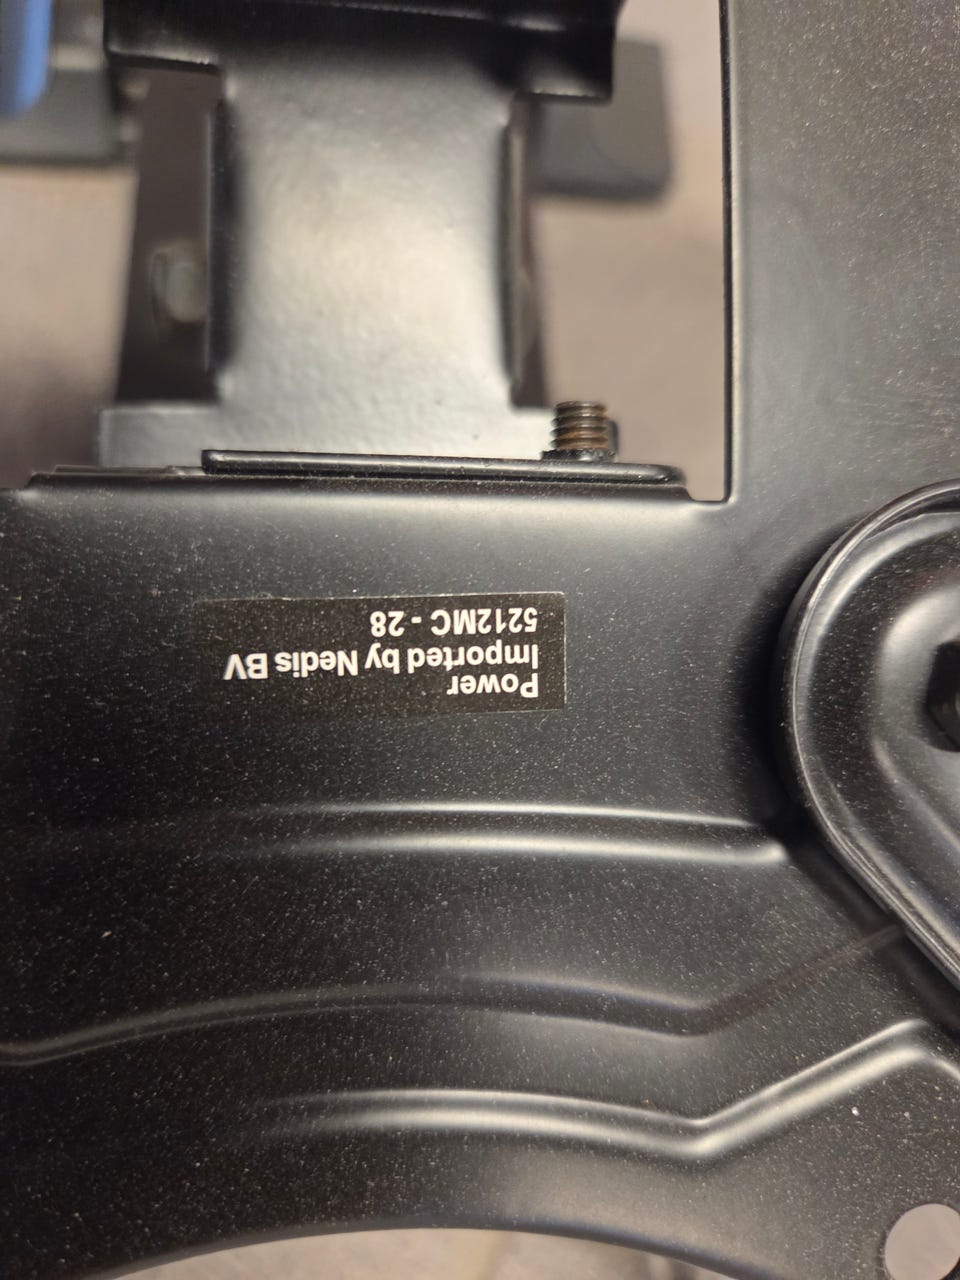 Power
Imported by Nedis BV
5212MC - 28